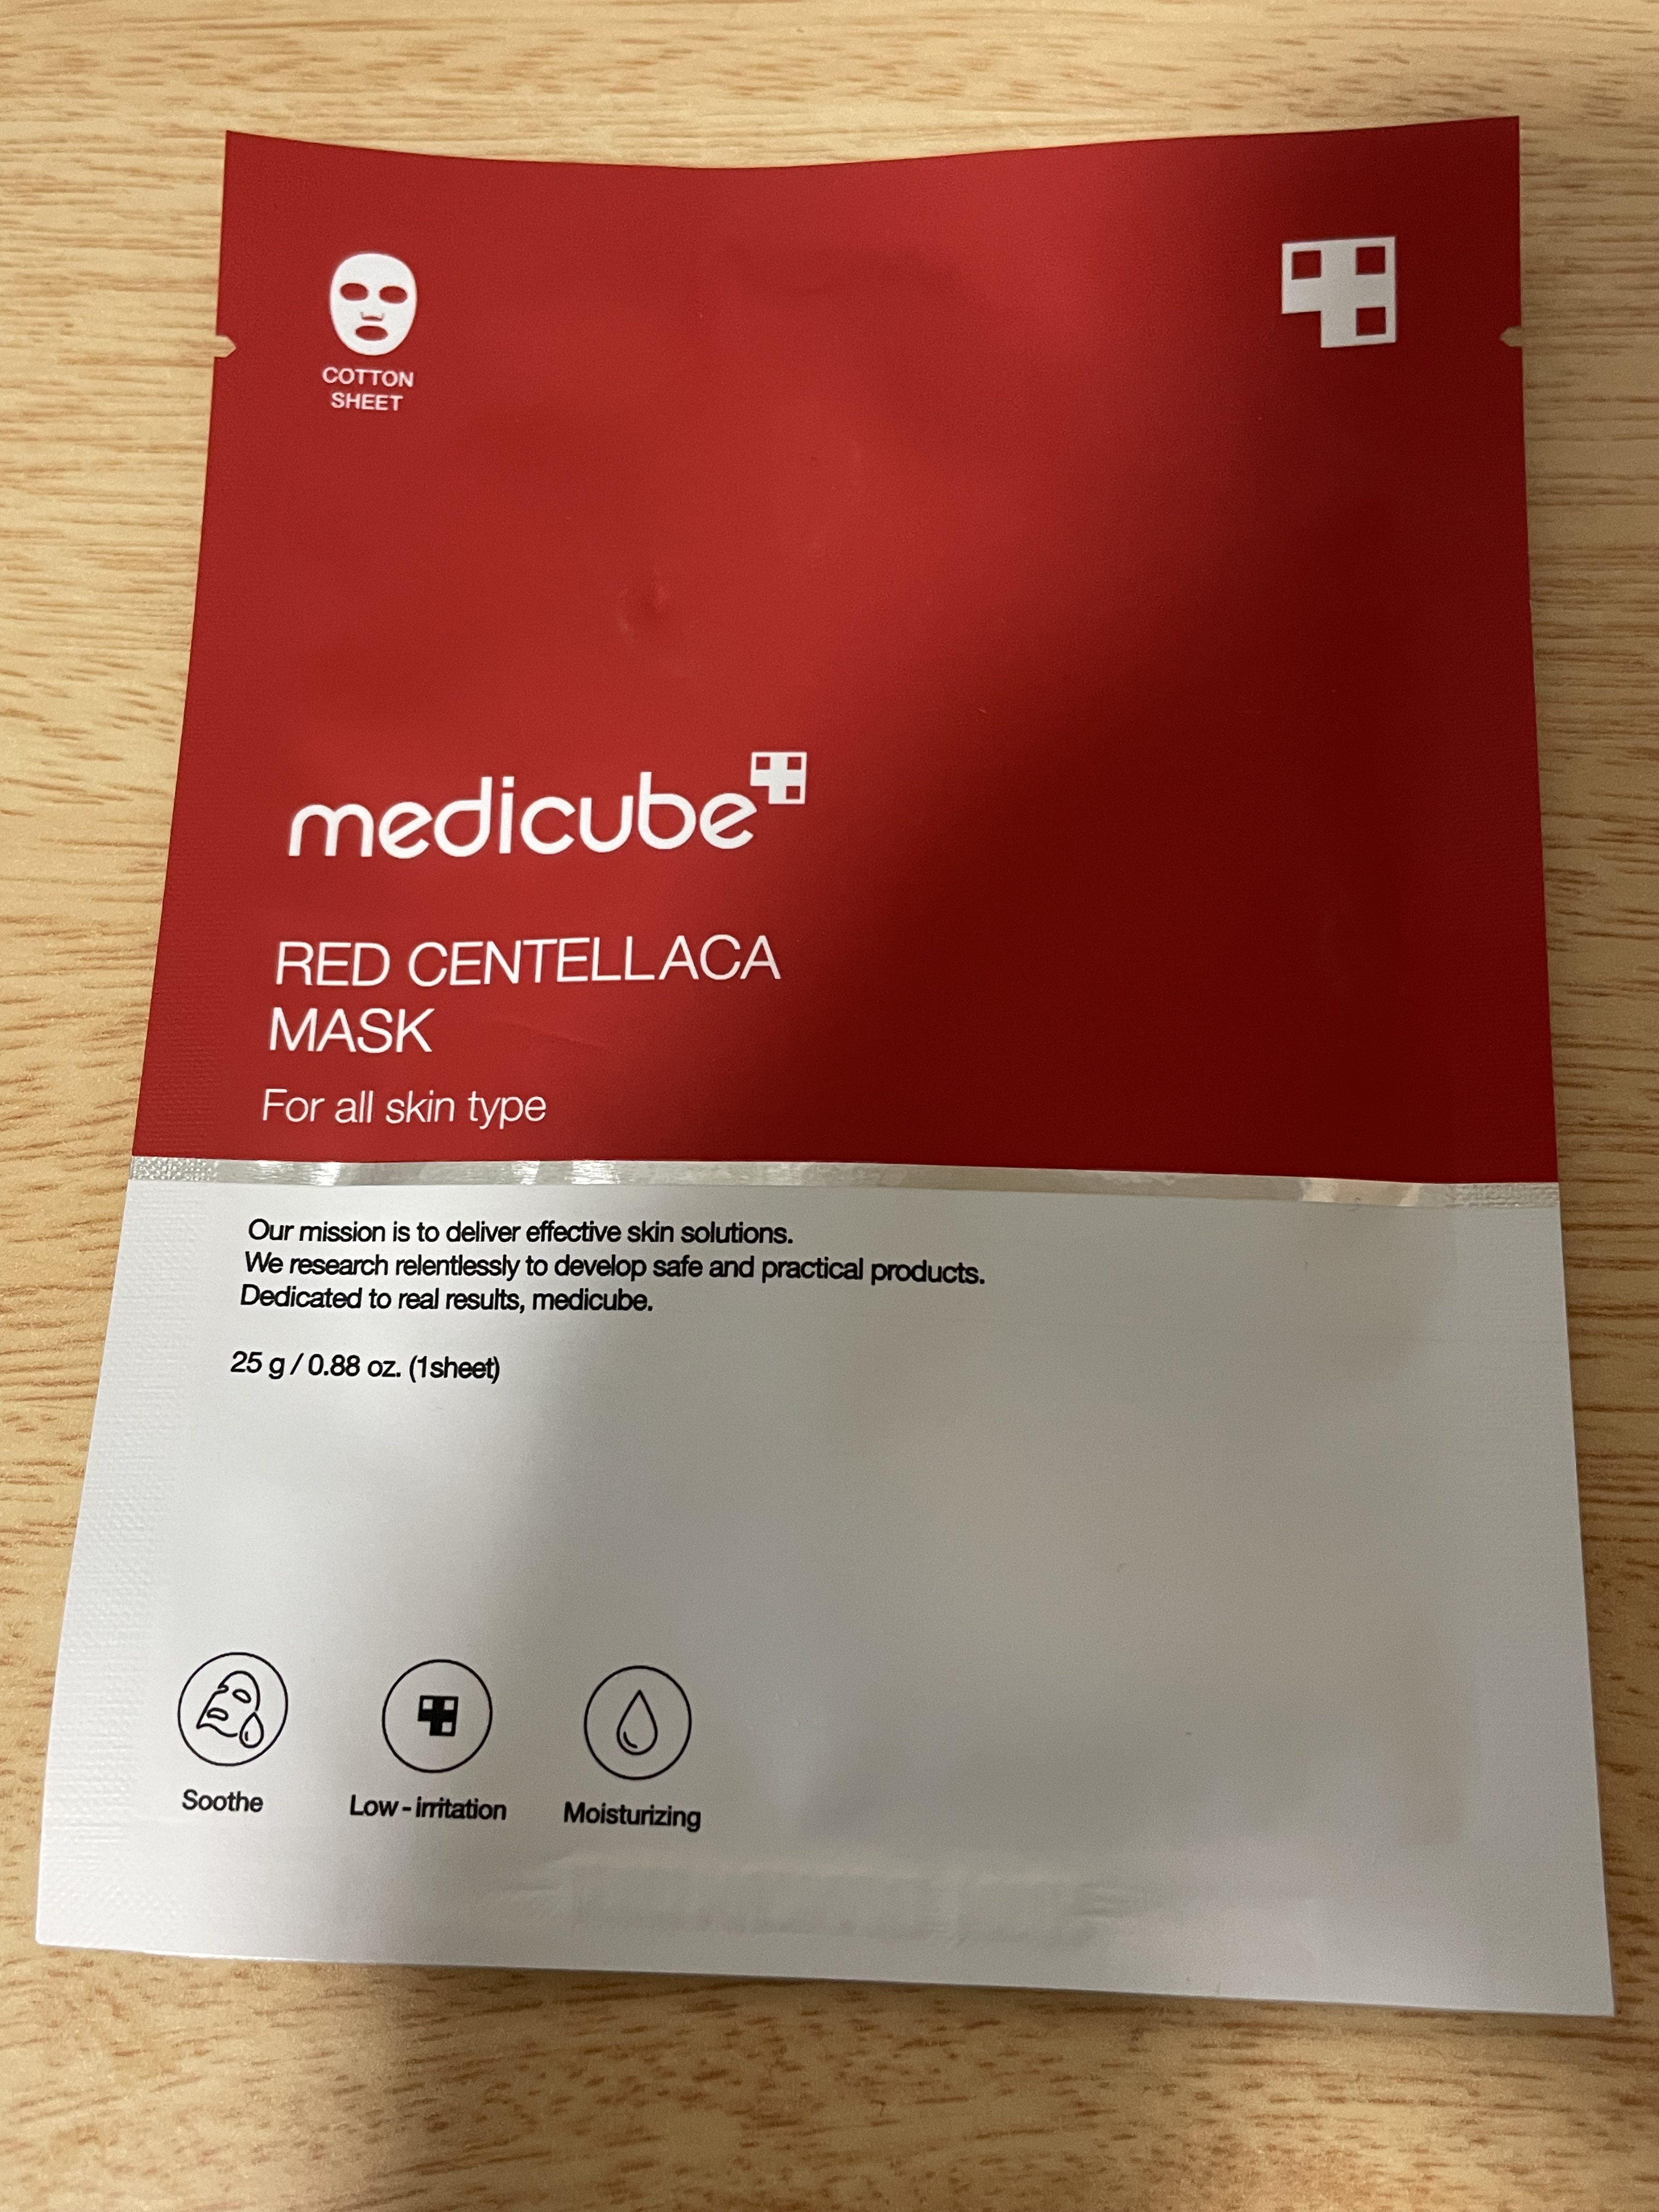 COTTON
SHEET
medicube
RED CENTELLACA
MASK
For all skin type
Our mission is to deliver effective skin solutions.
We research relentlessly to develop safe and practical products.
Dedicated to real results, medicube.
25 g / 0.88 oz. (1sheet)
Soothe
Low-irritation
Moisturizing